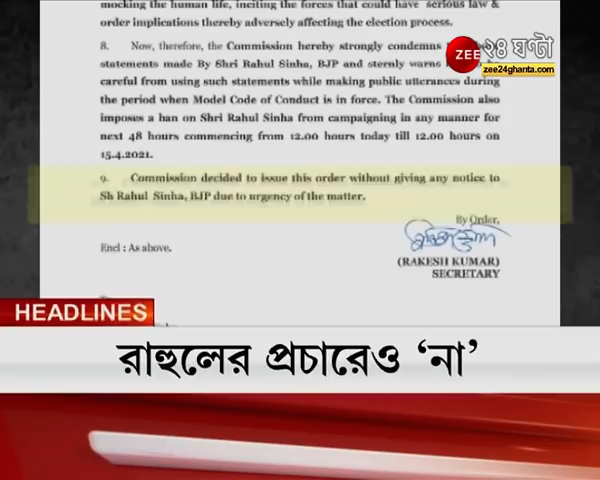 mocking the human life, inciting the forces that could have serious law &
order implications thereby adversely affecting the election process.
8. Now, therefore, the Commission hereby strongly condemns
statements made By Shri Rahul Sinha, BJP and sternly warns
careful from using such statements while making public utterances during
the period when Model Code of Conduct is in force. The Commission also
imposes a ban on Shri Rahul Sinha from campaigning in any manner for
next 48 hours commencing from 12.00 hours today till 12.00 hours on
15.4.2021.
9. Commission decided to issue this order without giving any notice to
Sh Rahul Sinha, BJP due to urgency of the matter.
By Order,
Encl : As above.
(RAKESH KUMAR)
SECRETARY
ZEE ২৪ ঘণ্টা
zee24ghanta.com
HEADLINES
রাহুলের প্রচারেও ‘না’